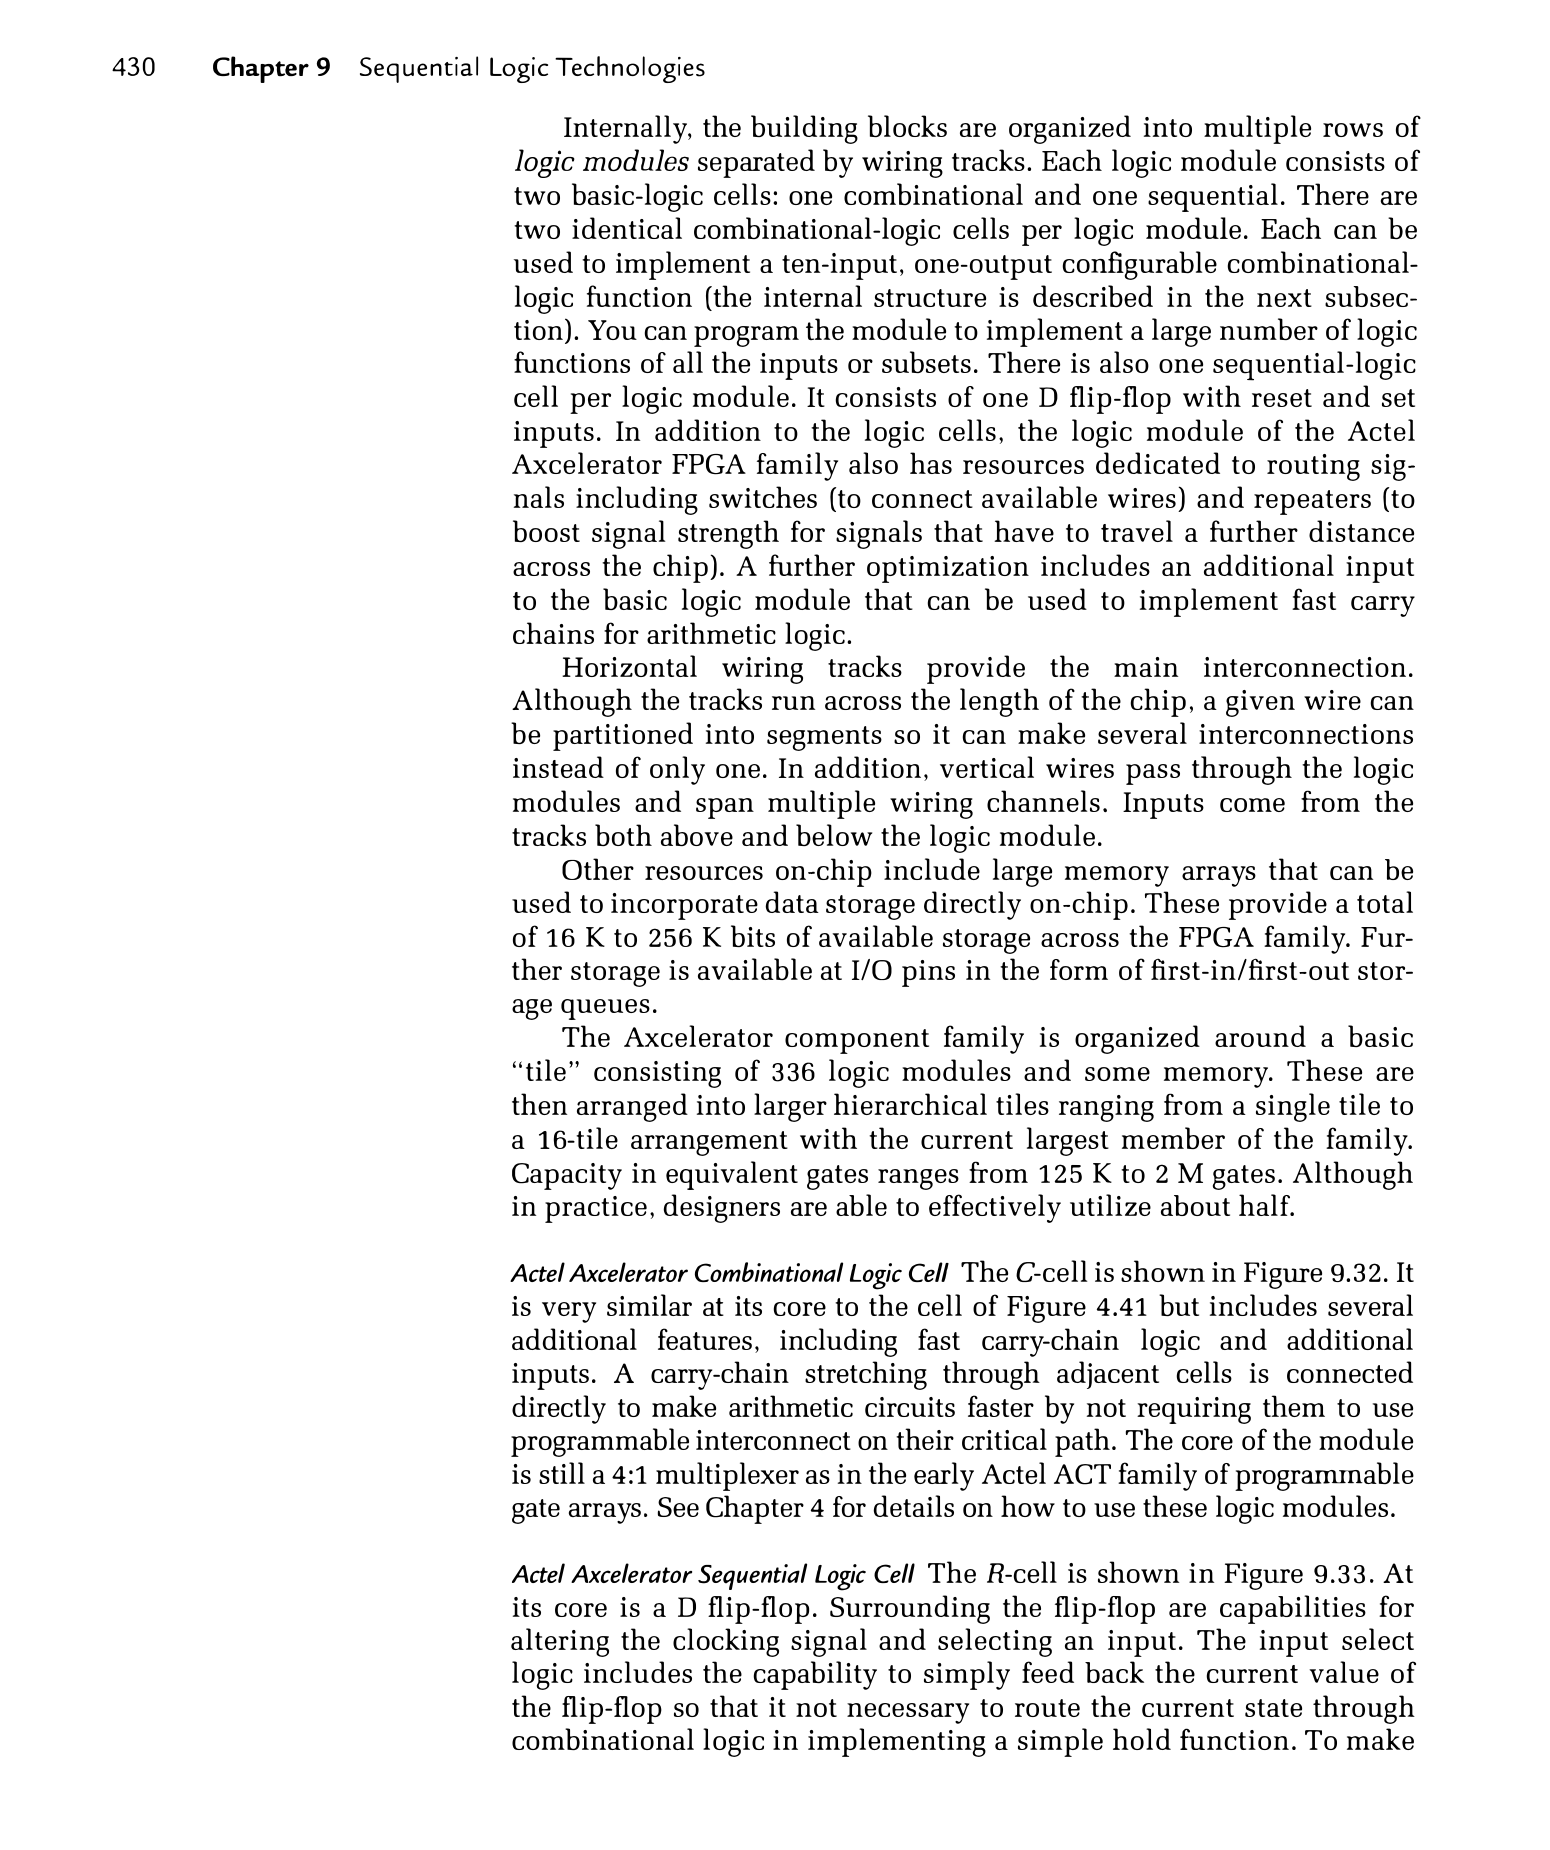 430 Chapter 9 Sequential Logic Technologies
Internally, the building blocks are organized into multiple rows of
logic modules separated by wiring tracks. Each logic module consists of
two basic-logic cells: one combinational and one sequential. There are
two identical combinational-logic cells per logic module. Each can be
used to implement a ten-input, one-output configurable combinational-
logic function (the internal structure is described in the next subsec-
tion). You can program the module to implement a large number of logic
functions of all the inputs or subsets. There is also one sequential-logic
cell per logic module. It consists of one D flip-flop with reset and set
inputs. In addition to the logic cells, the logic module of the Actel
Axcelerator FPGA family also has resources dedicated to routing sig-
nals including switches (to connect available wires) and repeaters (to
boost signal strength for signals that have to travel a further distance
across the chip). A further optimization includes an additional input
to the basic logic module that can be used to implement fast carry
chains for arithmetic logic.
Horizontal wiring tracks provide the main interconnection.
Although the tracks run across the length of the chip, a given wire can
be partitioned into segments so it can make several interconnections
instead of only one. In addition, vertical wires pass through the logic
modules and span multiple wiring channels. Inputs come from the
tracks both above and below the logic module.
Other resources on-chip include large memory arrays that can be
used to incorporate data storage directly on-chip. These provide a total
of 16 K to 256 K bits of available storage across the FPGA family. Fur-
ther storage is available at I/O pins in the form of first-in/first-out stor-
age queues.
The Axcelerator component family is organized around a basic
“tile” consisting of 336 logic modules and some memory. These are
then arranged into larger hierarchical tiles ranging from a single tile to
a 16-tile arrangement with the current largest member of the family.
Capacity in equivalent gates ranges from 125 K to 2 M gates. Although
in practice, designers are able to effectively utilize about half.
Actel Axcelerator Combinational Logic Cell The C-cell is shown in Figure 9.32. It
is very similar at its core to the cell of Figure 4.41 but includes several
additional features, including fast carry-chain logic and additional
inputs. A carry-chain stretching through adjacent cells is connected
directly to make arithmetic circuits faster by not requiring them to use
programmable interconnect on their critical path. The core of the module
is still a 4:1 multiplexer as in the early Actel ACT family of programmable
gate arrays. See Chapter 4 for details on how to use these logic modules.
Actel Axcelerator Sequential Logic Cell The R-cell is shown in Figure 9.33. At
its core is a D flip-flop. Surrounding the flip-flop are capabilities for
altering the clocking signal and selecting an input. The input select
logic includes the capability to simply feed back the current value of
the flip-flop so that it not necessary to route the current state through
combinational logic in implementing a simple hold function. To make